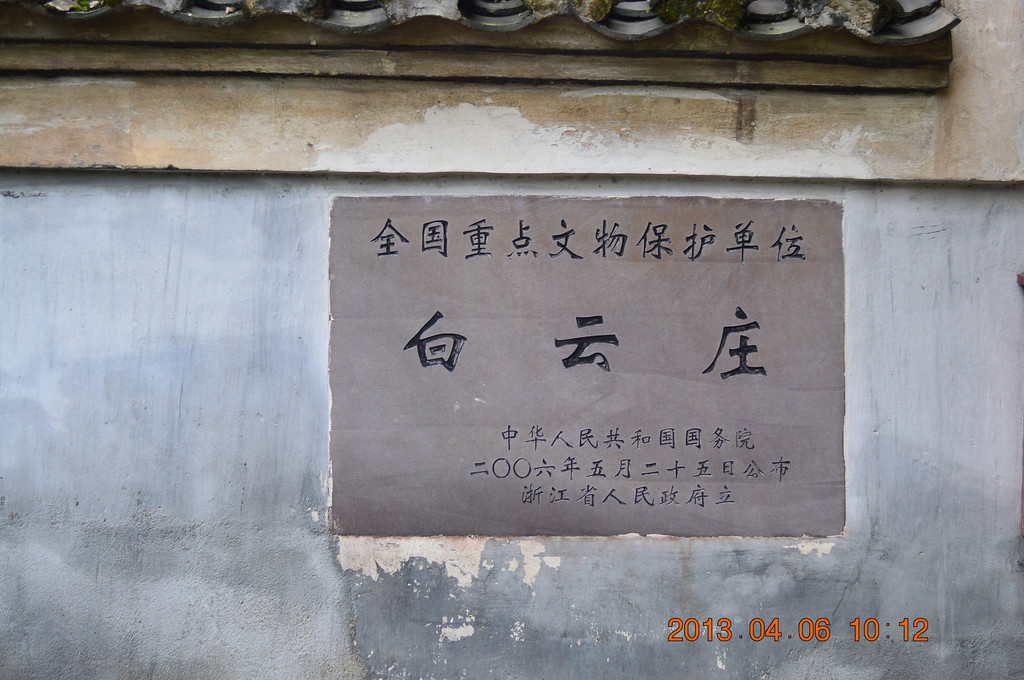 全国重点文物保护单位
白云庄
中华人民共和国国务院
二〇〇六年五月二十五日公布
浙江省人民政府立
2013.04.06 10:12